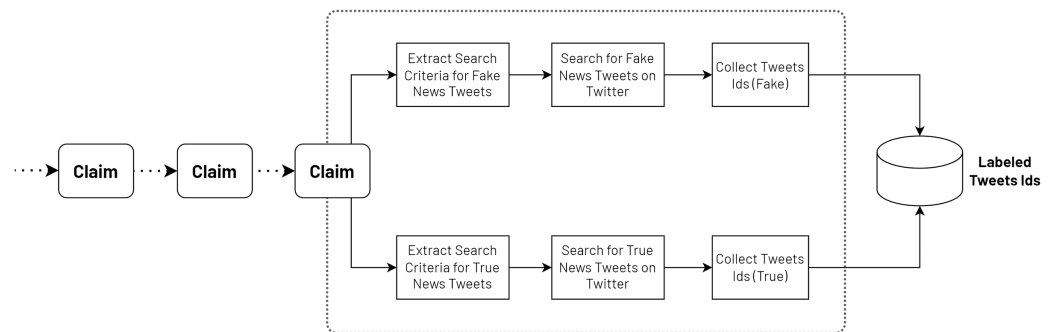 Extract Search
Criteria for Fake
News Tweets
Search for Fake
News Tweets on
Twitter
Collect Tweets
Ids (Fake)
Claim
Claim
Claim
Labeled
Tweets Ids
Extract Search
Criteria for True
News Tweets
Search for True
News Tweets on
Twitter
Collect Tweets
Ids (True)